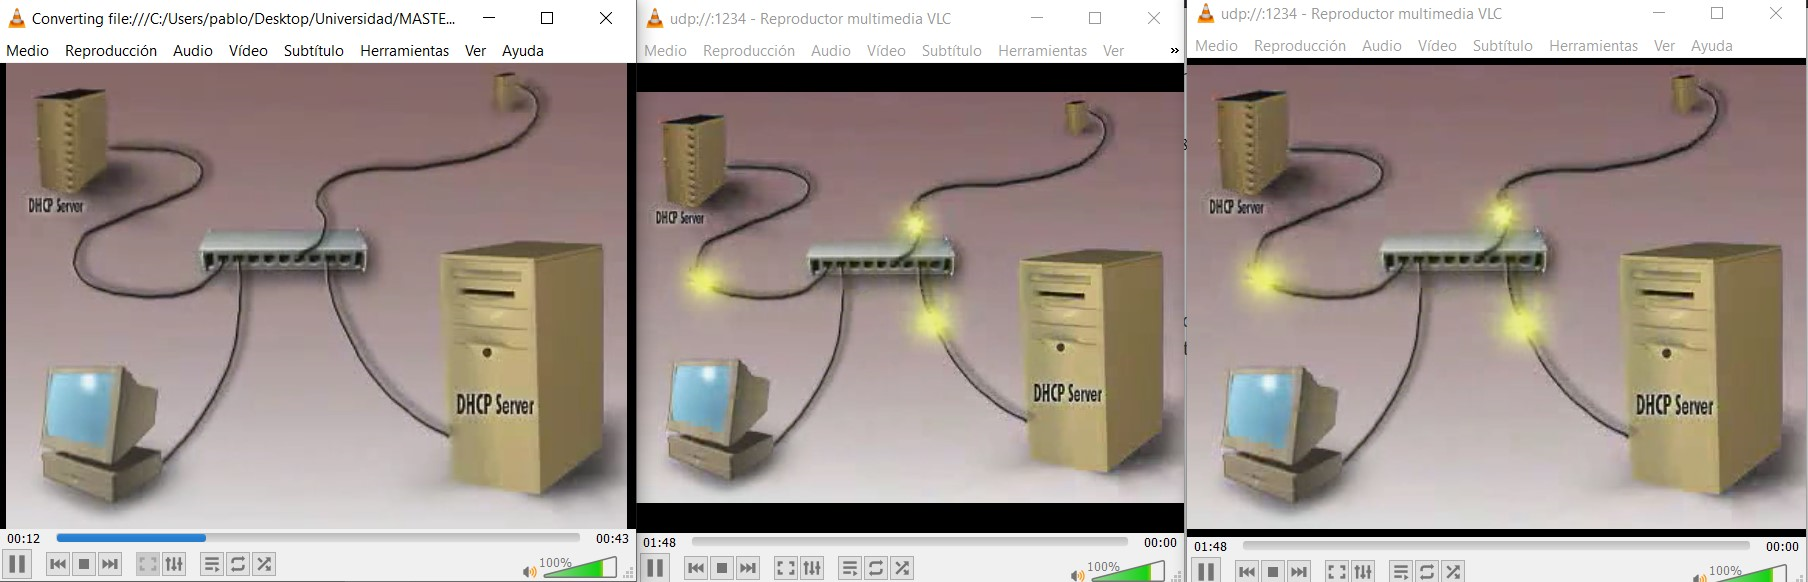 Converting file:///C:/Users/pablo/Desktop/Universidad/MASTE...
Medio Reproducción Audio Vídeo Subtítulo Herramientas Ver Ayuda
DHCP Server
DHCP Server
00:12 00:43
100%
udp://:1234 - Reproductor multimedia VLC
Medio Reproducción Audio Vídeo Subtítulo Herramientas Ver »
DHCP Server
DHCP Server
01:48 00:00
100%
udp://:1234 - Reproductor multimedia VLC
Medio Reproducción Audio Vídeo Subtítulo Herramientas Ver Ayuda
DHCP Server
DHCP Server
01:48 00:00
100%